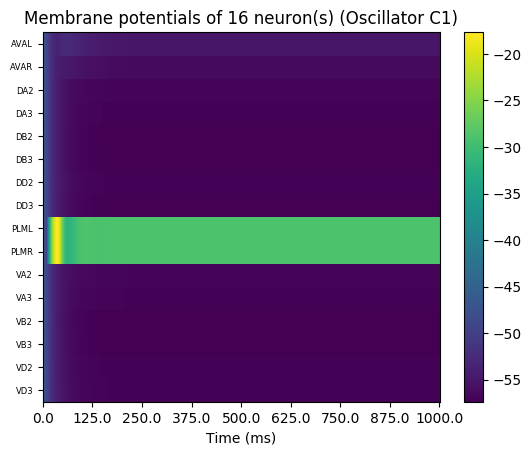 Membrane potentials of 16 neuron(s) (Oscillator C1)
AVAL
AVAR
DA2
DA3
DB2
DB3
DD2
DD3
PLML
PLMR
VA2
VA3
VB2
VB3
VD2
VD3
0.0 125.0 250.0 375.0 500.0 625.0 750.0 875.0 1000.0
Time (ms)
−20
−25
−30
−35
−40
−45
−50
−55